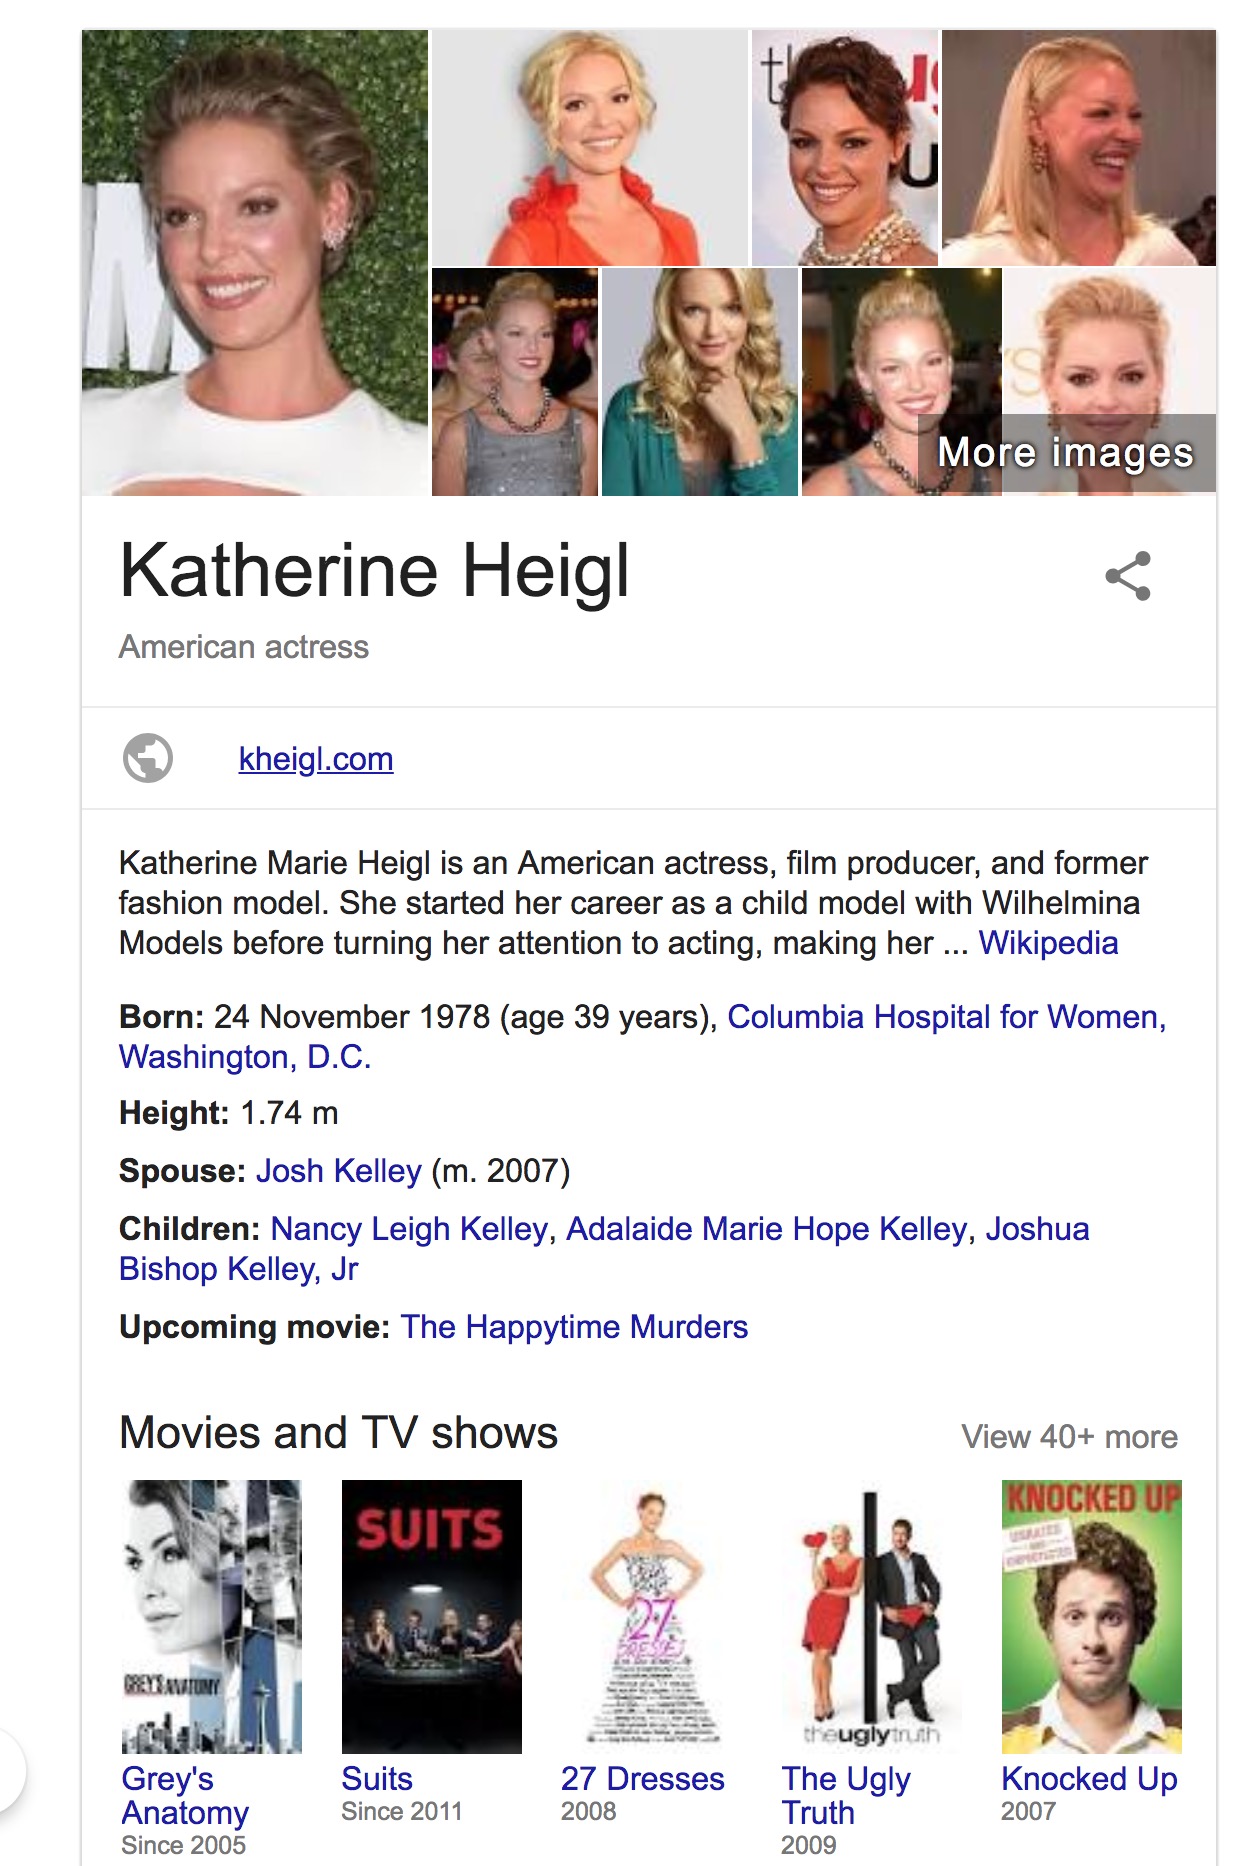 More images
Katherine Heigl
American actress
kheigl.com
Katherine Marie Heigl is an American actress, film producer, and former
fashion model. She started her career as a child model with Wilhelmina
Models before turning her attention to acting, making her ... Wikipedia
Born: 24 November 1978 (age 39 years), Columbia Hospital for Women,
Washington, D.C.
Height: 1.74 m
Spouse: Josh Kelley (m. 2007)
Children: Nancy Leigh Kelley, Adalaide Marie Hope Kelley, Joshua
Bishop Kelley, Jr
Upcoming movie: The Happytime Murders
Movies and TV shows
View 40+ more
GREY'S ANATOMY
SUITS
27
DRESSES
theuglytruth
KNOCKED UP
UNRATED
AND
Grey's
Anatomy
Since 2005
Suits
Since 2011
27 Dresses
2008
The Ugly
Truth
2009
Knocked Up
2007